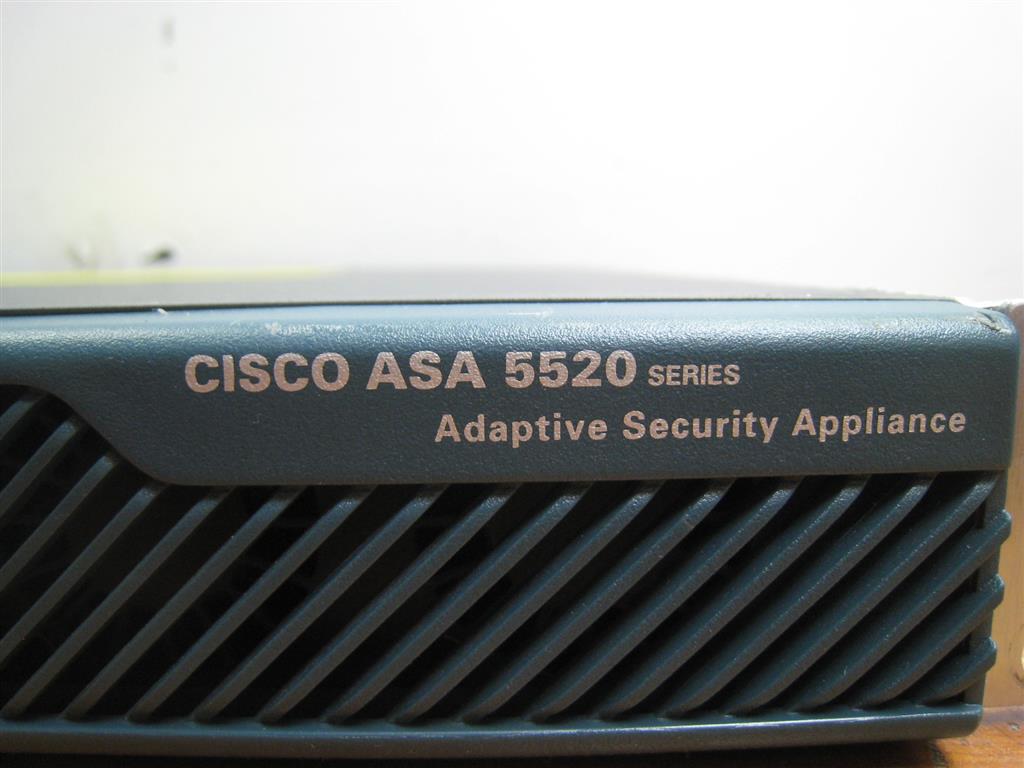 CISCO ASA 5520 SERIES
Adaptive Security Appliance